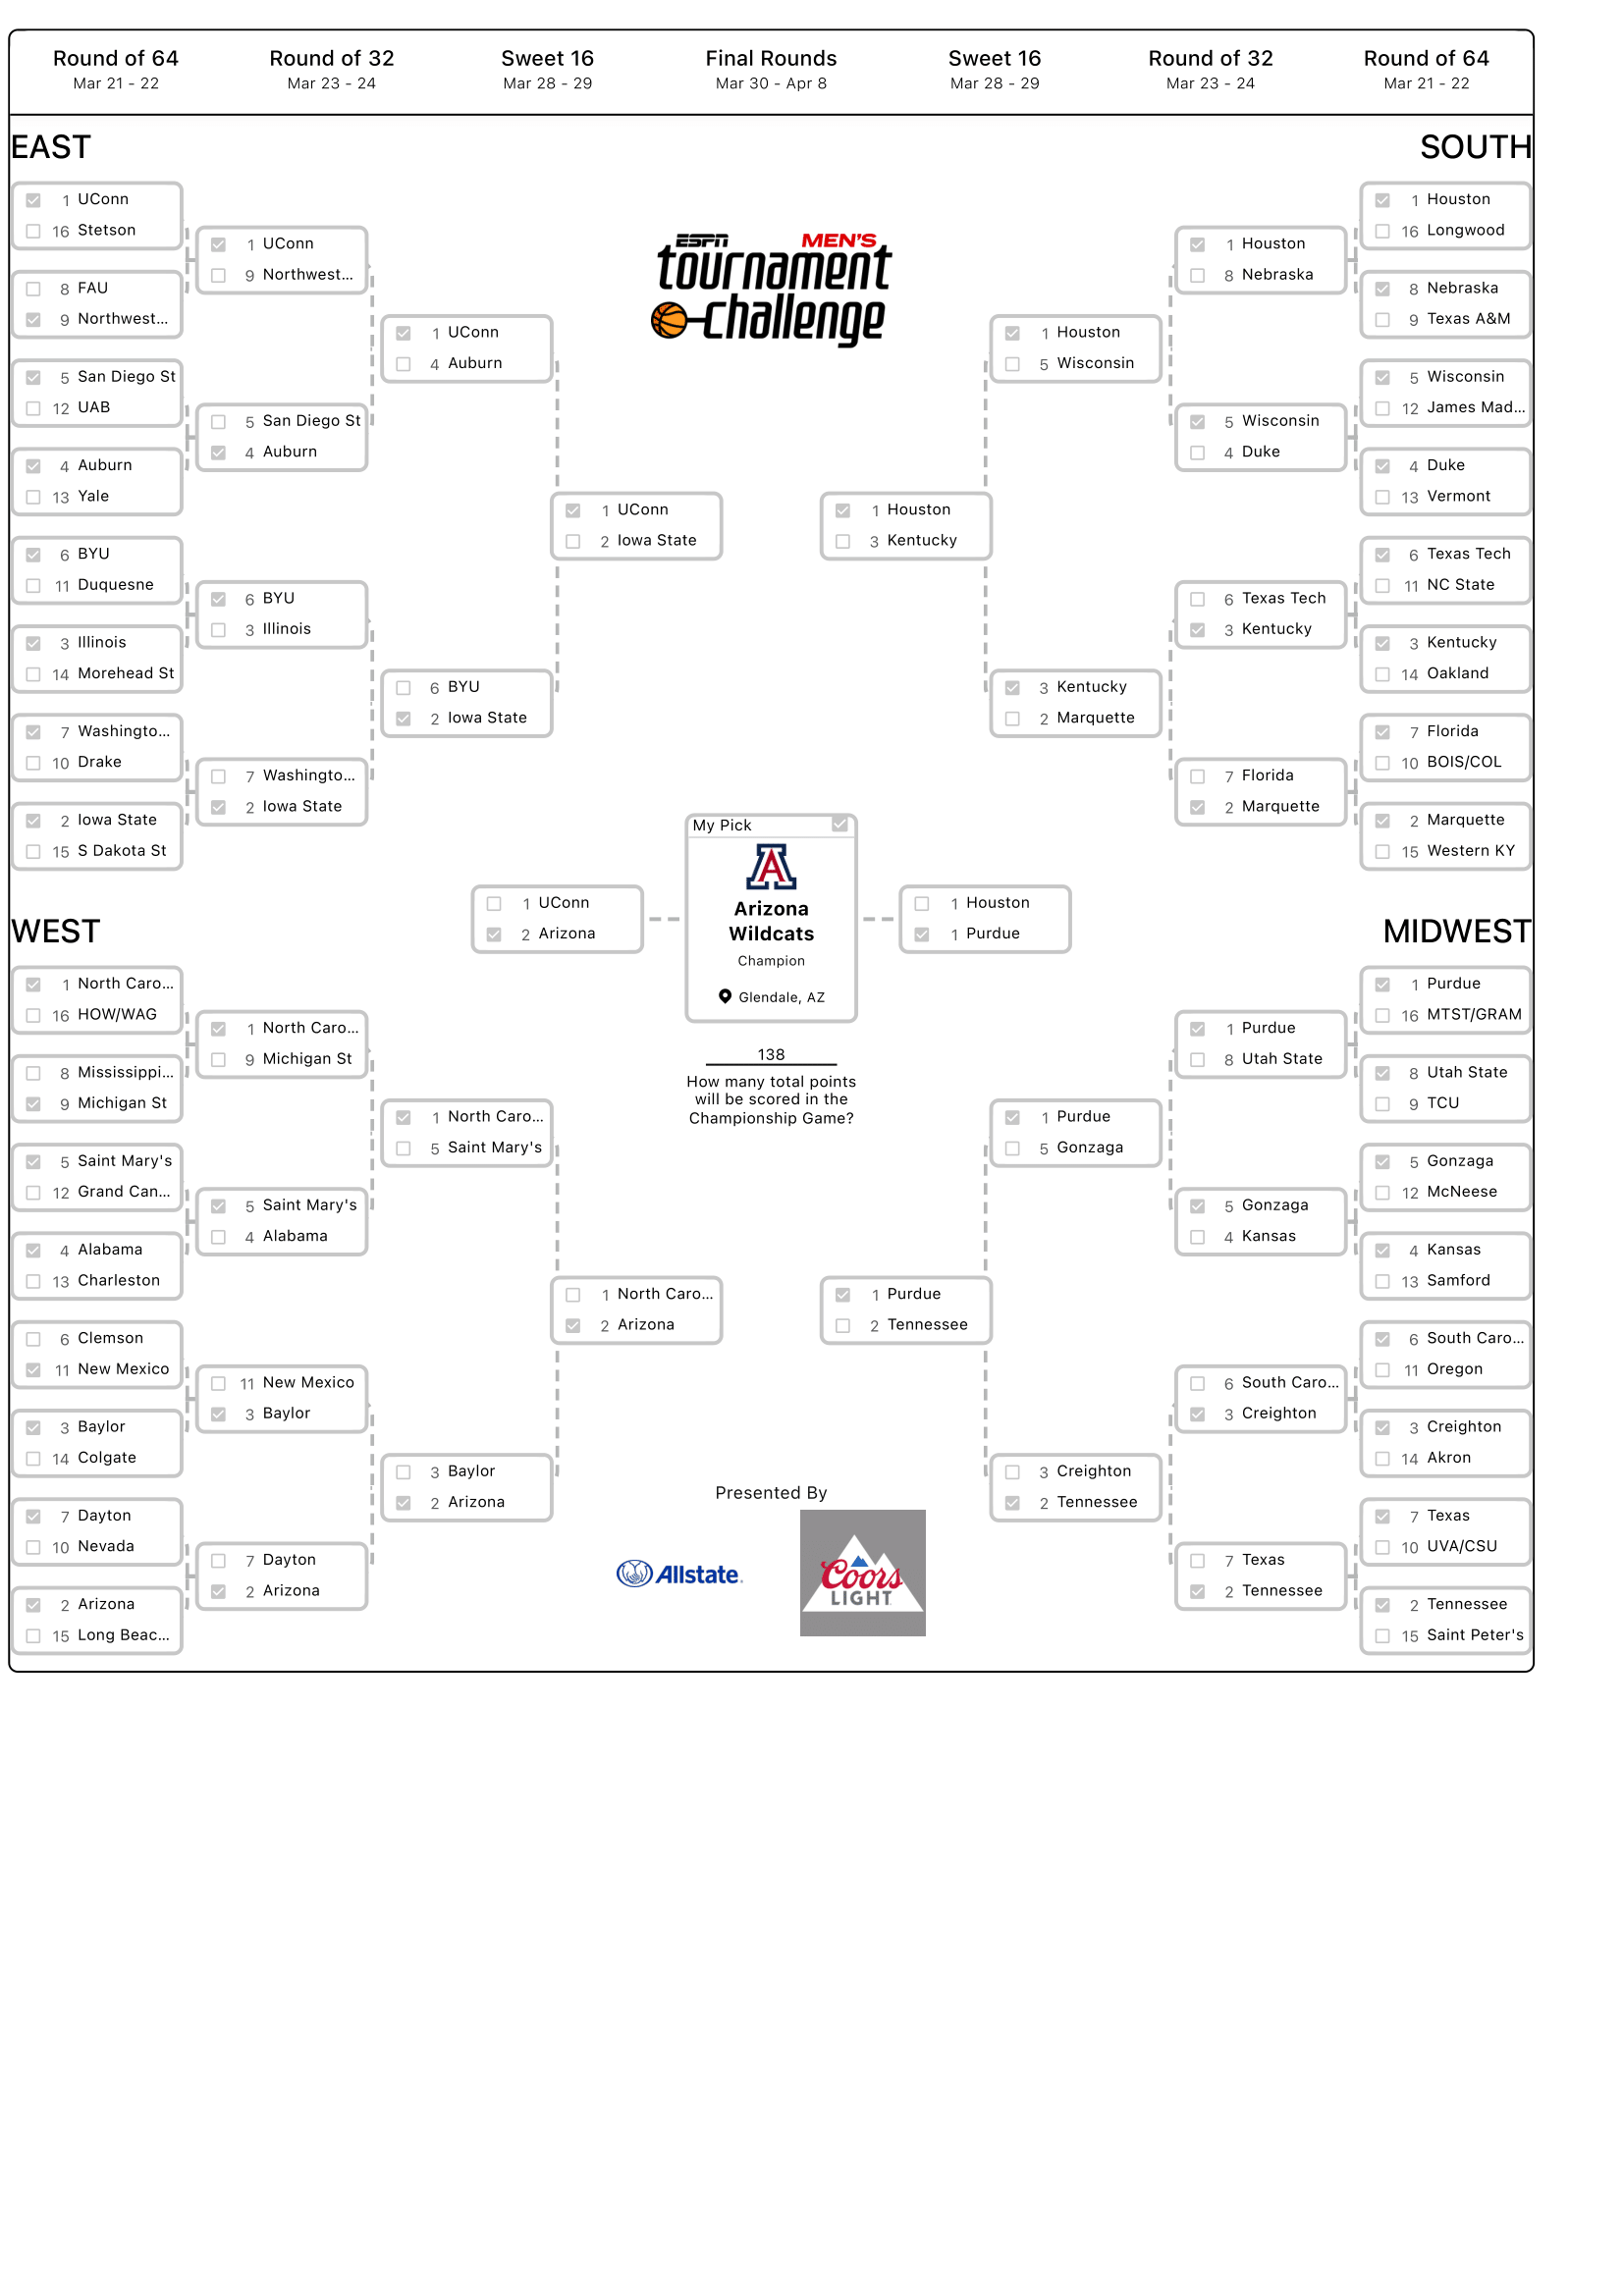 Round of 64
Mar 21 - 22
Round of 32
Mar 23 - 24
Sweet 16
Mar 28 - 29
Final Rounds
Mar 30 - Apr 8
Sweet 16
Mar 28 - 29
Round of 32
Mar 23 - 24
Round of 64
Mar 21 - 22
EAST
1 UConn
16 Stetson
8 FAU
9 Northwest...
5 San Diego St
12 UAB
4 Auburn
13 Yale
6 BYU
11 Duquesne
3 Illinois
14 Morehead St
7 Washingto...
10 Drake
2 Iowa State
15 S Dakota St
1 UConn
9 Northwest...
5 San Diego St
4 Auburn
6 BYU
3 Illinois
7 Washingto...
2 Iowa State
1 UConn
4 Auburn
6 BYU
2 Iowa State
1 UConn
2 Iowa State
ESPN MEN'S
tournament
challenge
SOUTH
1 Houston
3 Kentucky
1 Houston
5 Wisconsin
3 Kentucky
2 Marquette
1 Houston
8 Nebraska
5 Wisconsin
4 Duke
6 Texas Tech
3 Kentucky
7 Florida
2 Marquette
1 Houston
16 Longwood
8 Nebraska
9 Texas A&M
5 Wisconsin
12 James Mad...
4 Duke
13 Vermont
6 Texas Tech
11 NC State
3 Kentucky
14 Oakland
7 Florida
10 BOIS/COL
2 Marquette
15 Western KY
1 UConn
2 Arizona
My Pick
A
Arizona
Wildcats
Champion
Glendale, AZ
138
How many total points
will be scored in the
Championship Game?
1 Houston
1 Purdue
WEST
1 North Caro...
16 HOW/WAG
8 Mississippi...
9 Michigan St
5 Saint Mary's
12 Grand Can...
4 Alabama
13 Charleston
6 Clemson
11 New Mexico
3 Baylor
14 Colgate
7 Dayton
10 Nevada
2 Arizona
15 Long Beac...
1 North Caro...
9 Michigan St
5 Saint Mary's
4 Alabama
11 New Mexico
3 Baylor
7 Dayton
2 Arizona
1 North Caro...
5 Saint Mary's
3 Baylor
2 Arizona
1 North Caro...
2 Arizona
MIDWEST
1 Purdue
2 Tennessee
1 Purdue
5 Gonzaga
3 Creighton
2 Tennessee
1 Purdue
8 Utah State
5 Gonzaga
4 Kansas
6 South Caro...
3 Creighton
7 Texas
2 Tennessee
1 Purdue
16 MTST/GRAM
8 Utah State
9 TCU
5 Gonzaga
12 McNeese
4 Kansas
13 Samford
6 South Caro...
11 Oregon
3 Creighton
14 Akron
7 Texas
10 UVA/CSU
2 Tennessee
15 Saint Peter's
Presented By
Allstate
Coors
LIGHT